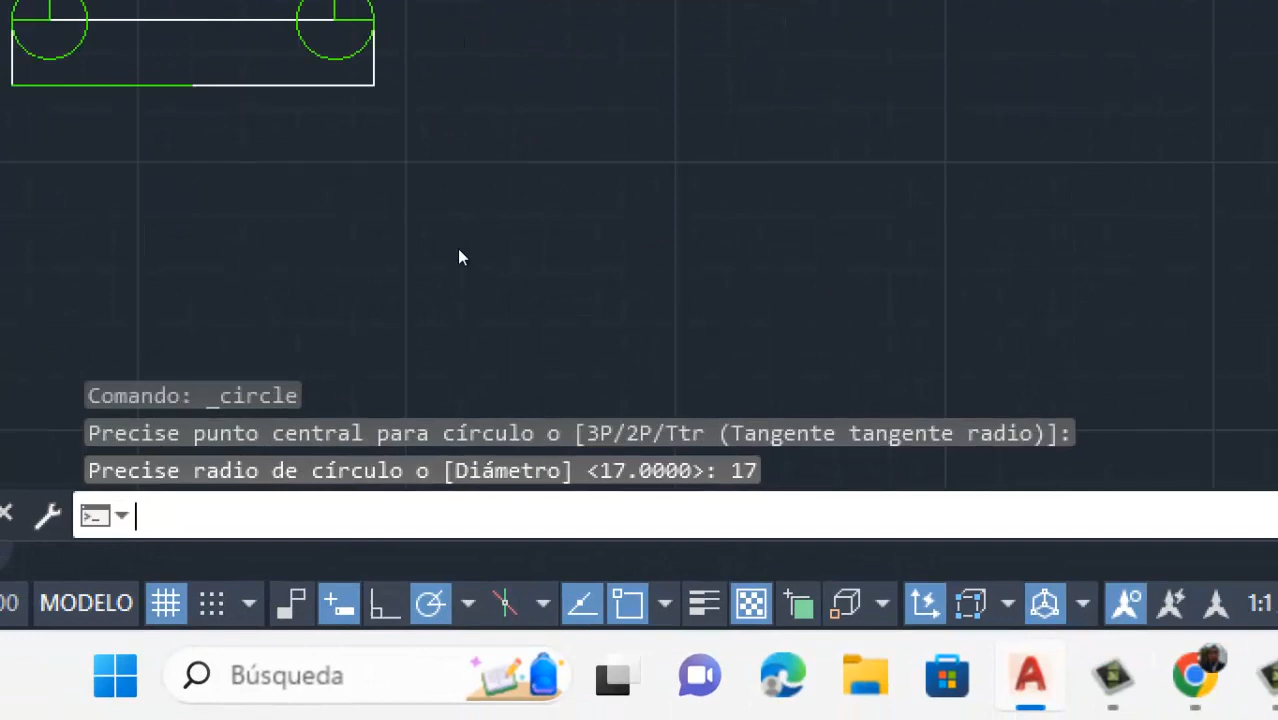 Comando: _circle
Precise punto central para círculo o [3P/2P/Ttr (Tangente tangente radio)]:
Precise radio de círculo o [Diámetro] <17.0000>: 17
00 MODELO 1:1
Búsqueda